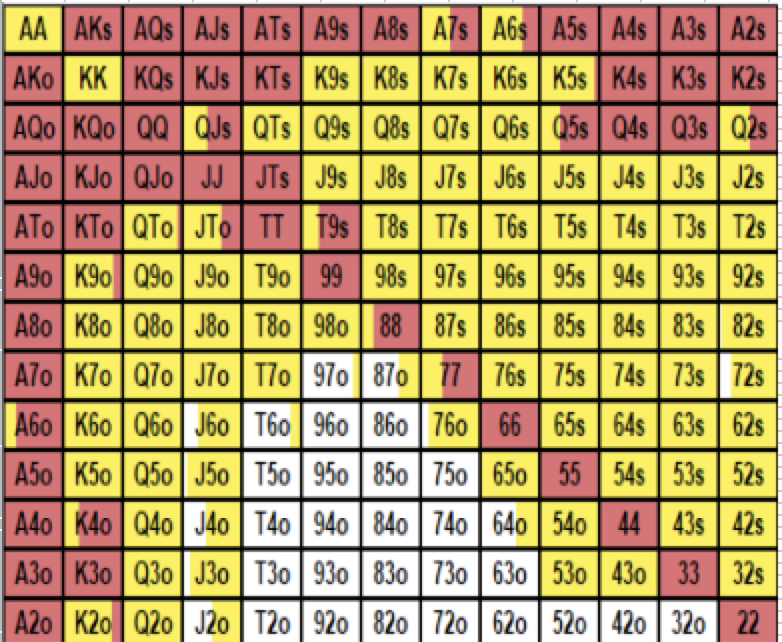 AA AKs AQs AJs ATs A9s A8s A7s A6s A5s A4s A3s A2s
AKo KK KQs KJs KTs K9s K8s K7s K6s K5s K4s K3s K2s
AQo KQo QQ QJs QTs Q9s Q8s Q7s Q6s Q5s Q4s Q3s Q2s
AJo KJo QJo JJ JTs J9s J8s J7s J6s J5s J4s J3s J2s
ATo KTo QTo JTo TT T9s T8s T7s T6s T5s T4s T3s T2s
A9o K9o Q9o J9o T9o 99 98s 97s 96s 95s 94s 93s 92s
A8o K8o Q8o J8o T8o 98o 88 87s 86s 85s 84s 83s 82s
A7o K7o Q7o J7o T7o 97o 87o 77 76s 75s 74s 73s 72s
A6o K6o Q6o J6o T6o 96o 86o 76o 66 65s 64s 63s 62s
A5o K5o Q5o J5o T5o 95o 85o 75o 65o 55 54s 53s 52s
A4o K4o Q4o J4o T4o 94o 84o 74o 64o 54o 44 43s 42s
A3o K3o Q3o J3o T3o 93o 83o 73o 63o 53o 43o 33 32s
A2o K2o Q2o J2o T2o 92o 82o 72o 62o 52o 42o 32o 22